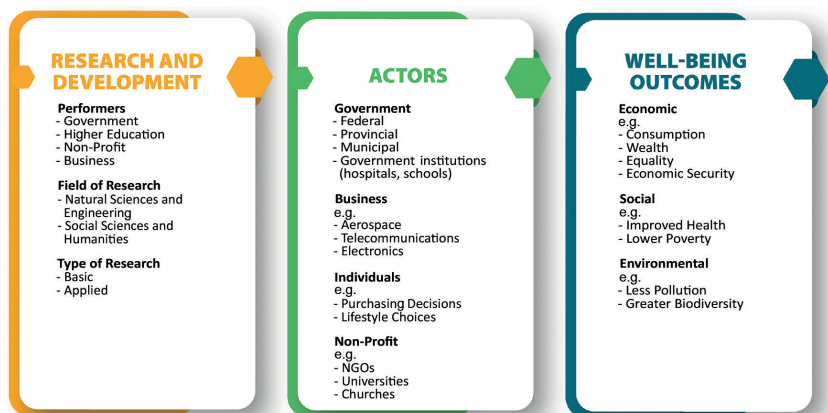 RESEARCH AND
DEVELOPMENT
Performers
- Government
- Higher Education
- Non-Profit
- Business
Field of Research
- Natural Sciences and
Engineering
- Social Sciences and
Humanities
Type of Research
- Basic
- Applied
ACTORS
Government
- Federal
- Provincial
- Municipal
- Government institutions
(hospitals, schools)
Business
e.g.
- Aerospace
- Telecommunications
- Electronics
Individuals
e.g.
- Purchasing Decisions
- Lifestyle Choices
Non-Profit
e.g.
- NGOs
- Universities
- Churches
WELL-BEING
OUTCOMES
Economic
e.g.
- Consumption
- Wealth
- Equality
- Economic Security
Social
e.g.
- Improved Health
- Lower Poverty
Environmental
e.g.
- Less Pollution
- Greater Biodiversity